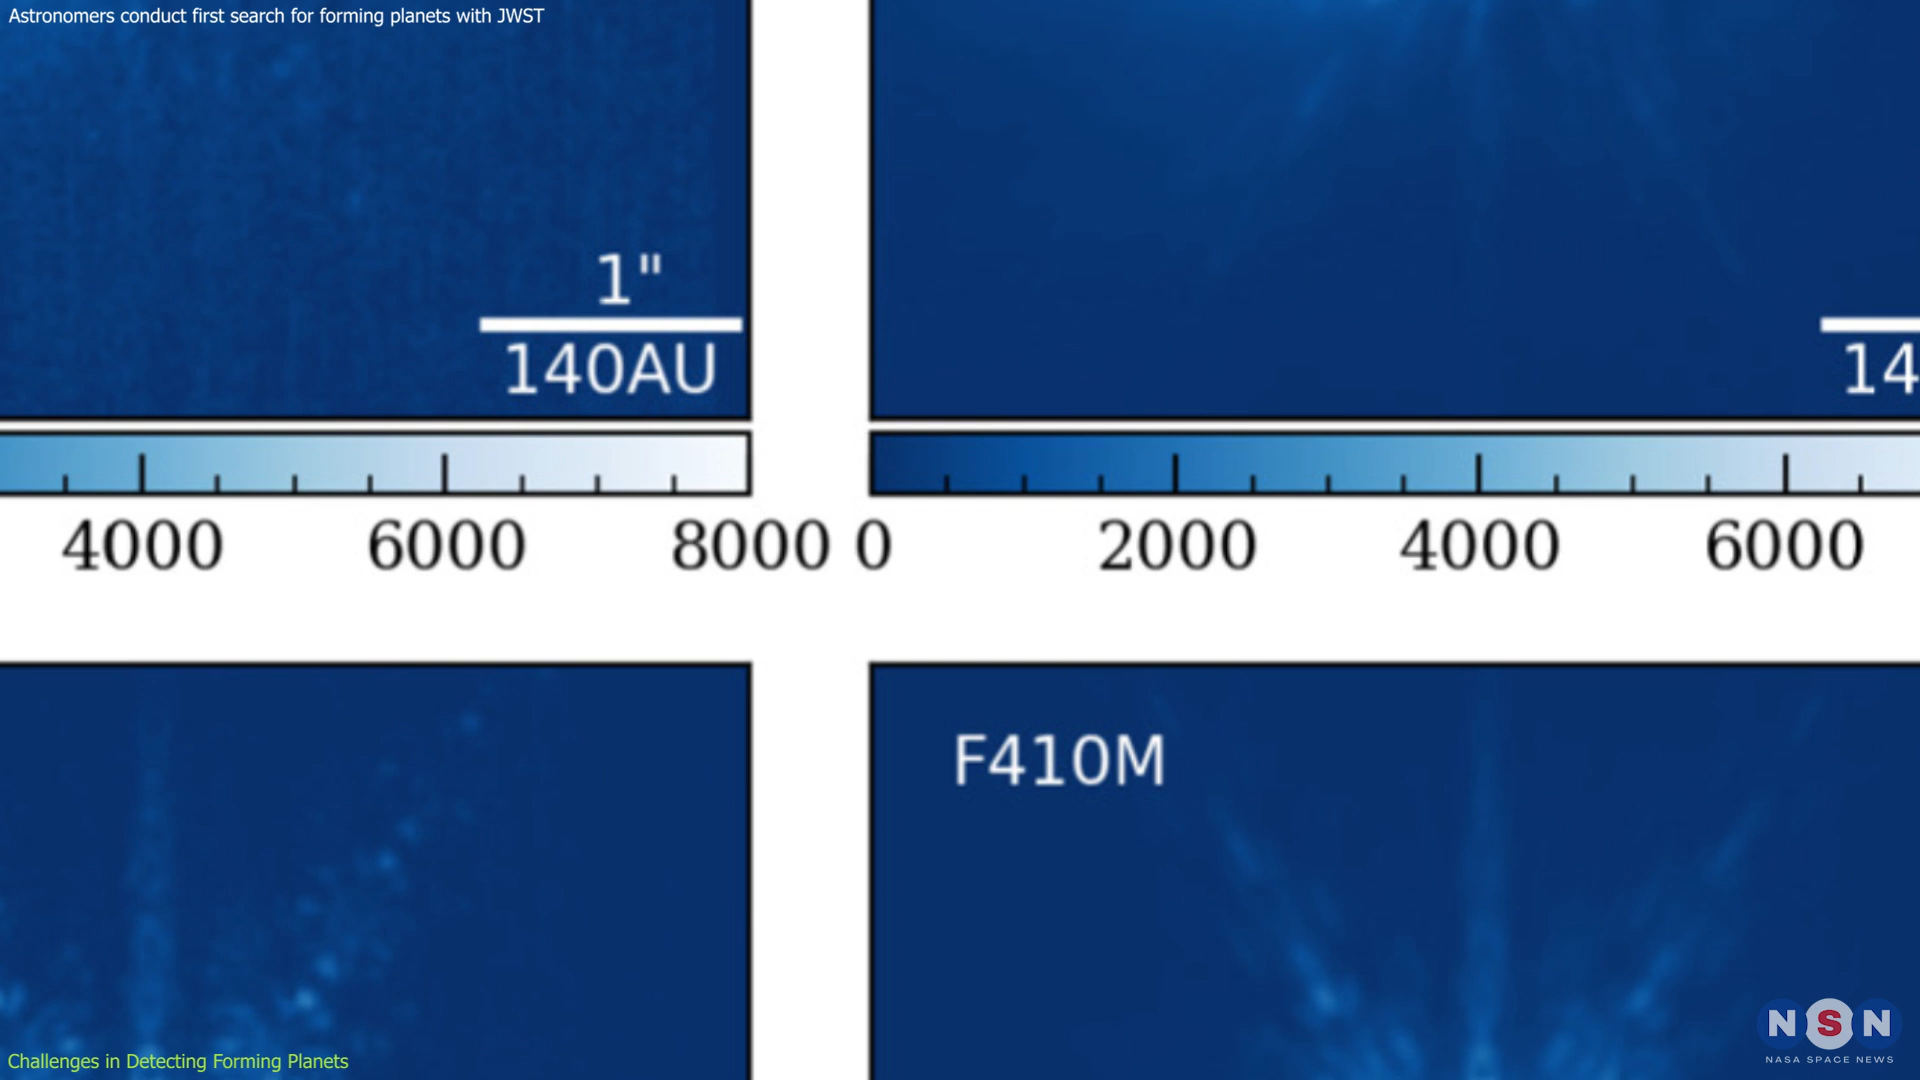 Astronomers conduct first search for forming planets with JWST
1"
140AU
14
4000 6000 8000
0 2000 4000 6000
F410M
NSN
NASA SPACE NEWS
Challenges in Detecting Forming Planets